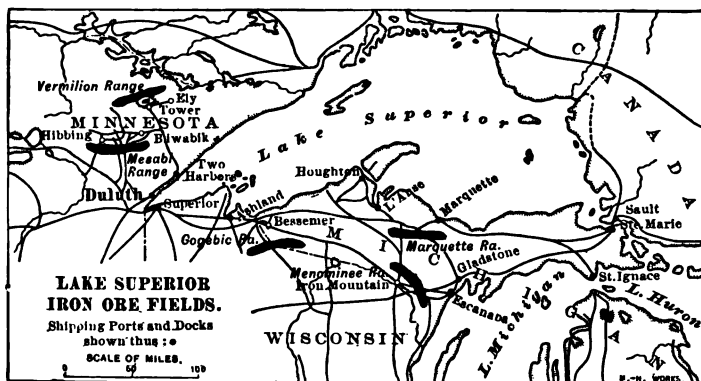 Vermilion Range
Ely
Tower
MINNESOTA
Hibbing
Biwabik
Mesabi
Range
Two
Harbers
Duluth
Superior
Lake Superior
CANADA
Houghton
L'Anse
Marquette
Ashland
Bessemer
Gogebic Ra.
Marquette Ra.
Sault
Ste. Marie
MICHIGAN
Menominee Ra.
Iron Mountain
Gladstone
Escanaba
St. Ignace
L. Huron
L. Michigan
WISCONSIN
LAKE SUPERIOR
IRON ORE FIELDS.
Shipping Ports and Docks
shown thus :
SCALE OF MILES.
0 50 100
M.-N. WORKS